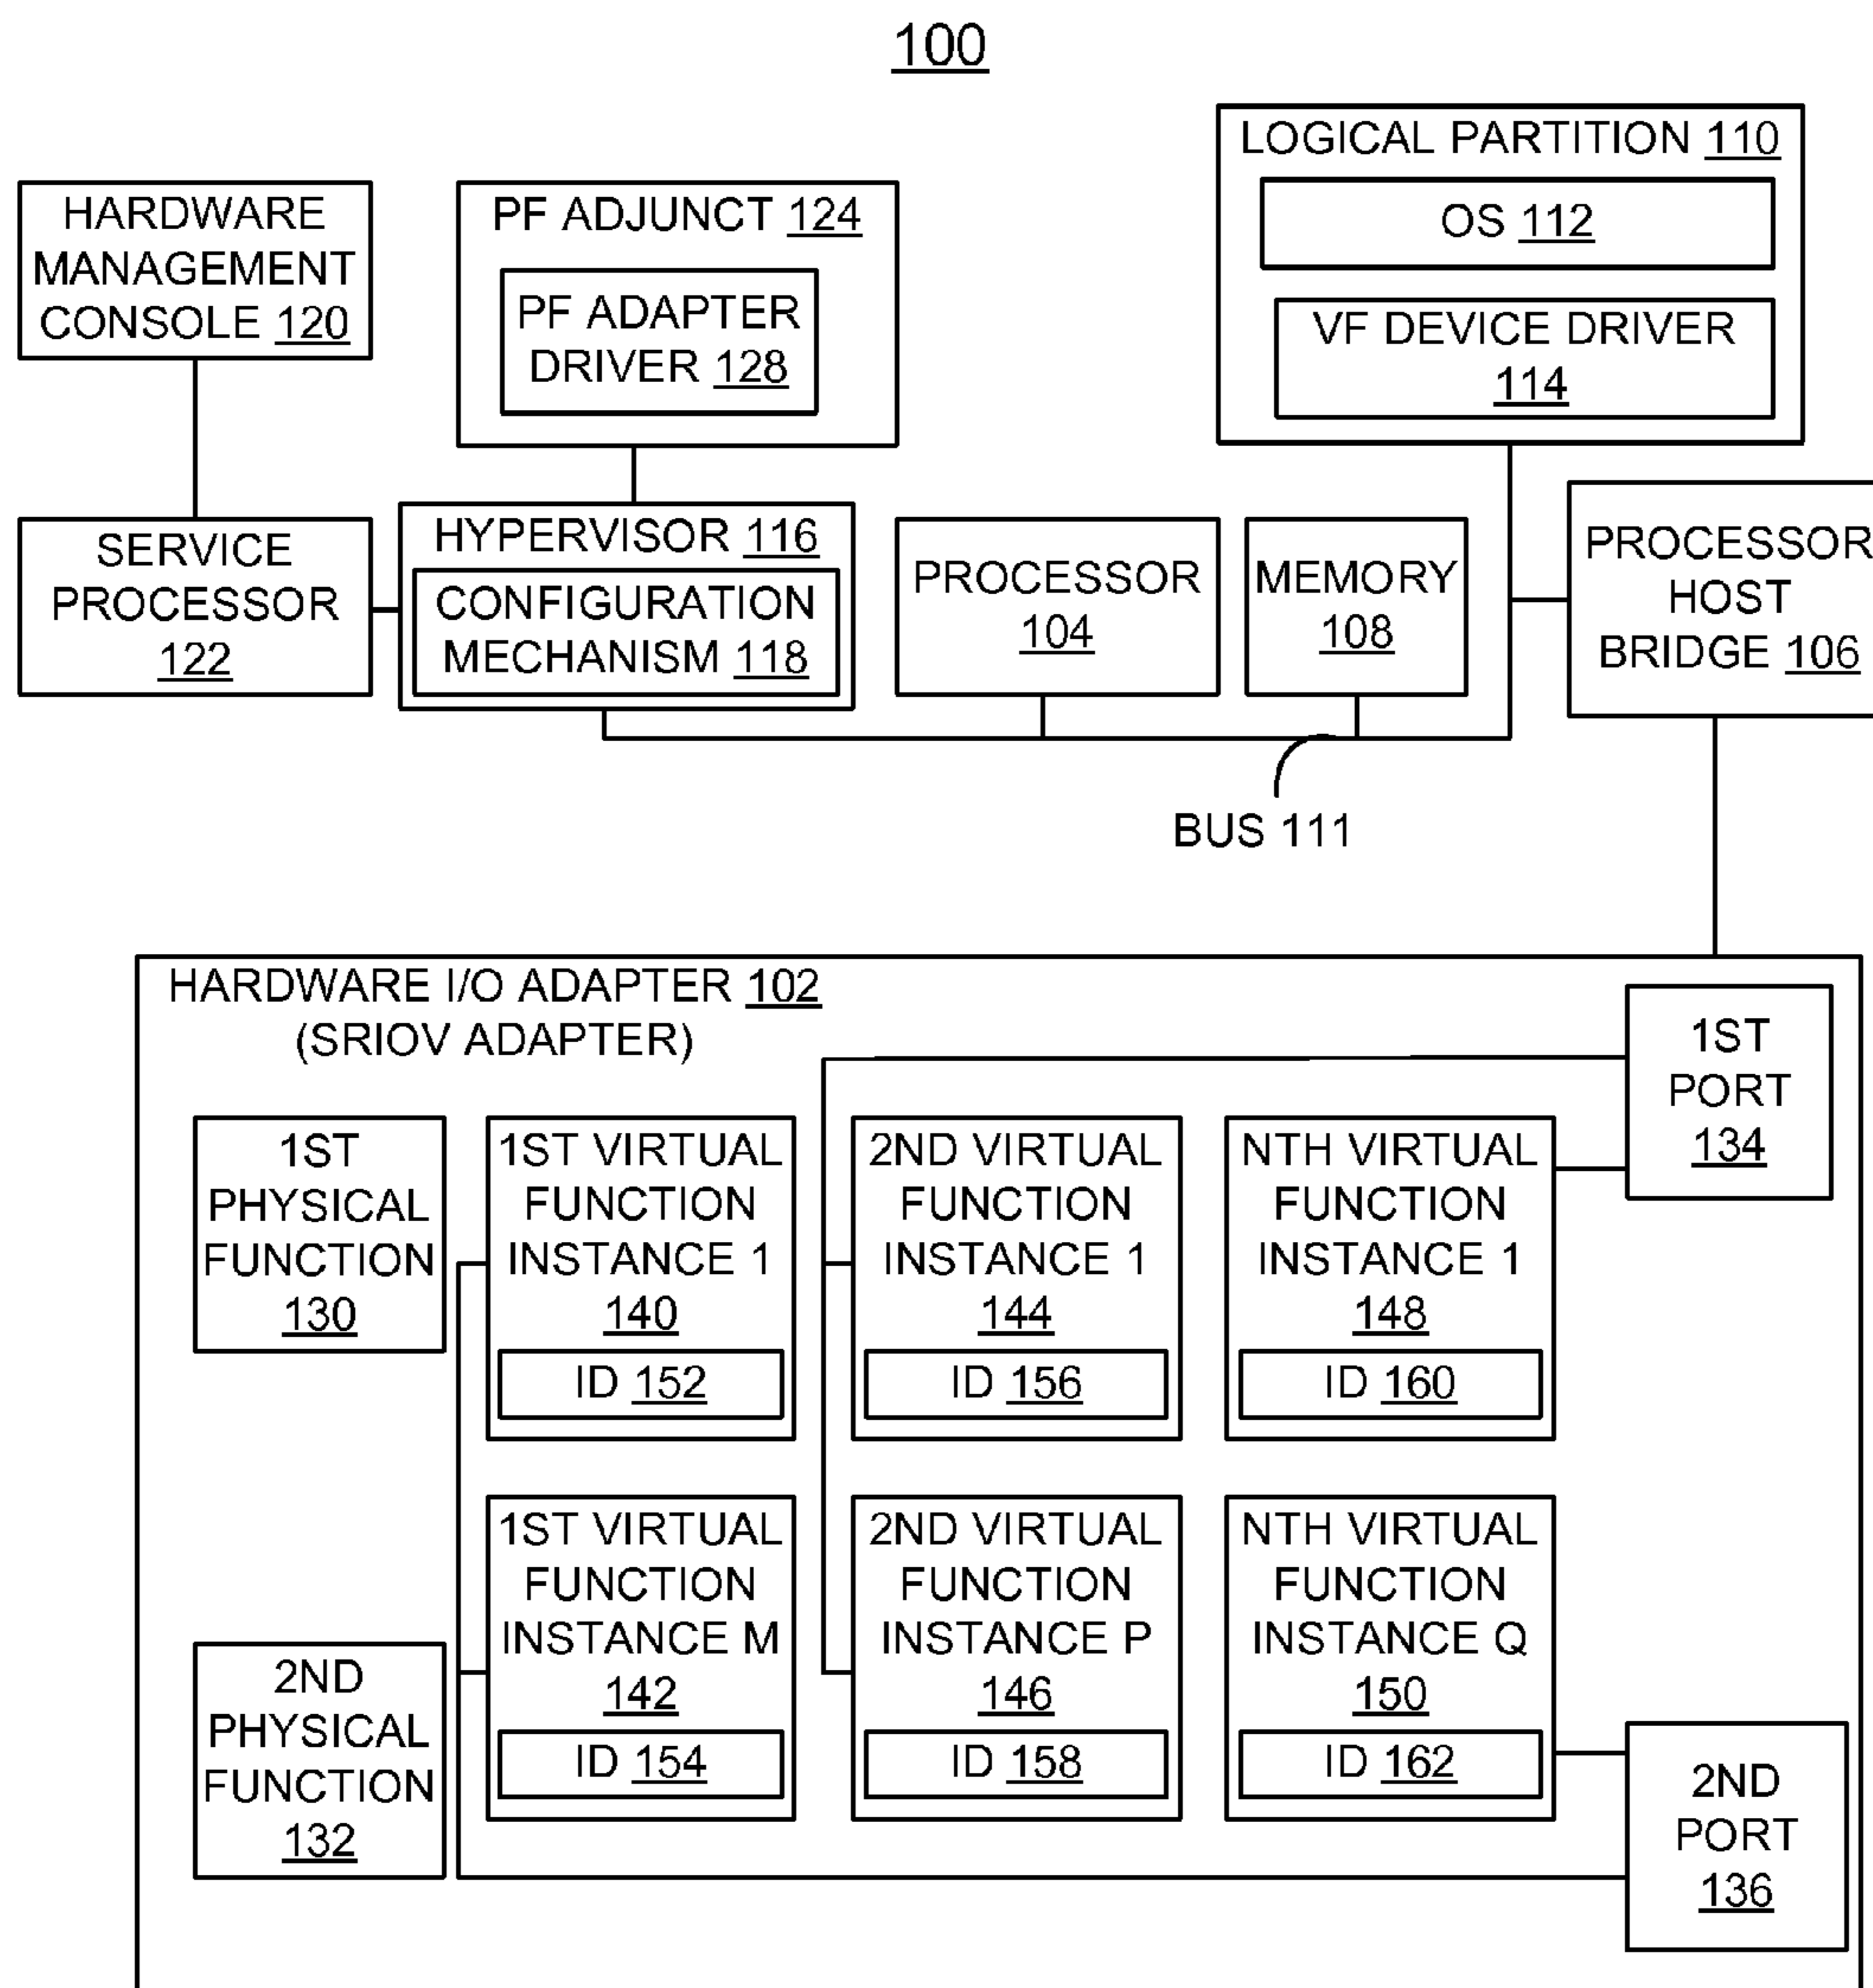 100
HARDWARE
MANAGEMENT
CONSOLE 120
PF ADJUNCT 124
PF ADAPTER
DRIVER 128
LOGICAL PARTITION 110
OS 112
VF DEVICE DRIVER
114
SERVICE
PROCESSOR
122
HYPERVISOR 116
CONFIGURATION
MECHANISM 118
PROCESSOR
104
MEMORY
108
PROCESSOR
HOST
BRIDGE 106
BUS 111
HARDWARE I/O ADAPTER 102
(SRIOV ADAPTER)
1ST
PORT
134
1ST
PHYSICAL
FUNCTION
130
1ST VIRTUAL
FUNCTION
INSTANCE 1
140
ID 152
2ND VIRTUAL
FUNCTION
INSTANCE 1
144
ID 156
NTH VIRTUAL
FUNCTION
INSTANCE 1
148
ID 160
2ND
PHYSICAL
FUNCTION
132
1ST VIRTUAL
FUNCTION
INSTANCE M
142
ID 154
2ND VIRTUAL
FUNCTION
INSTANCE P
146
ID 158
NTH VIRTUAL
FUNCTION
INSTANCE Q
150
ID 162
2ND
PORT
136